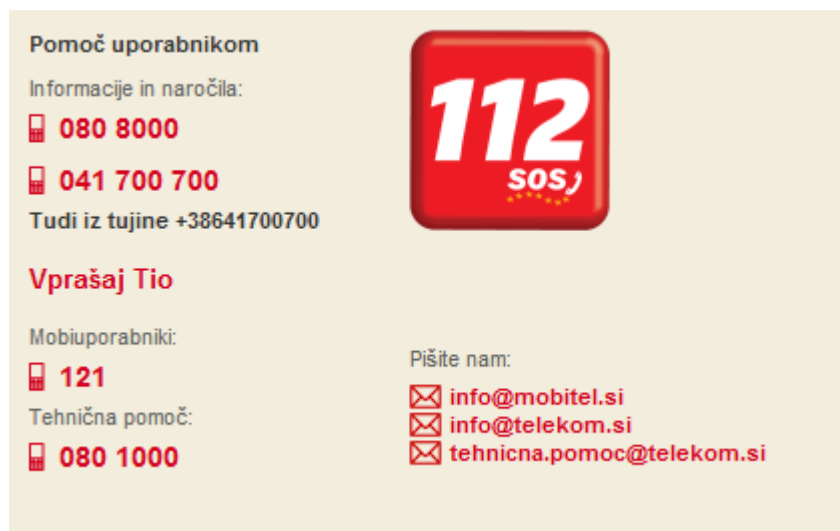 Pomoč uporabnikom
Informacije in naročila:
080 8000
041 700 700
Tudi iz tujine +38641700700
Vprašaj Tio
Mobiuporabniki:
121
Tehnična pomoč:
080 1000
112
SOS
Pišite nam:
info@mobitel.si
info@telekom.si
tehnicna.pomoc@telekom.si